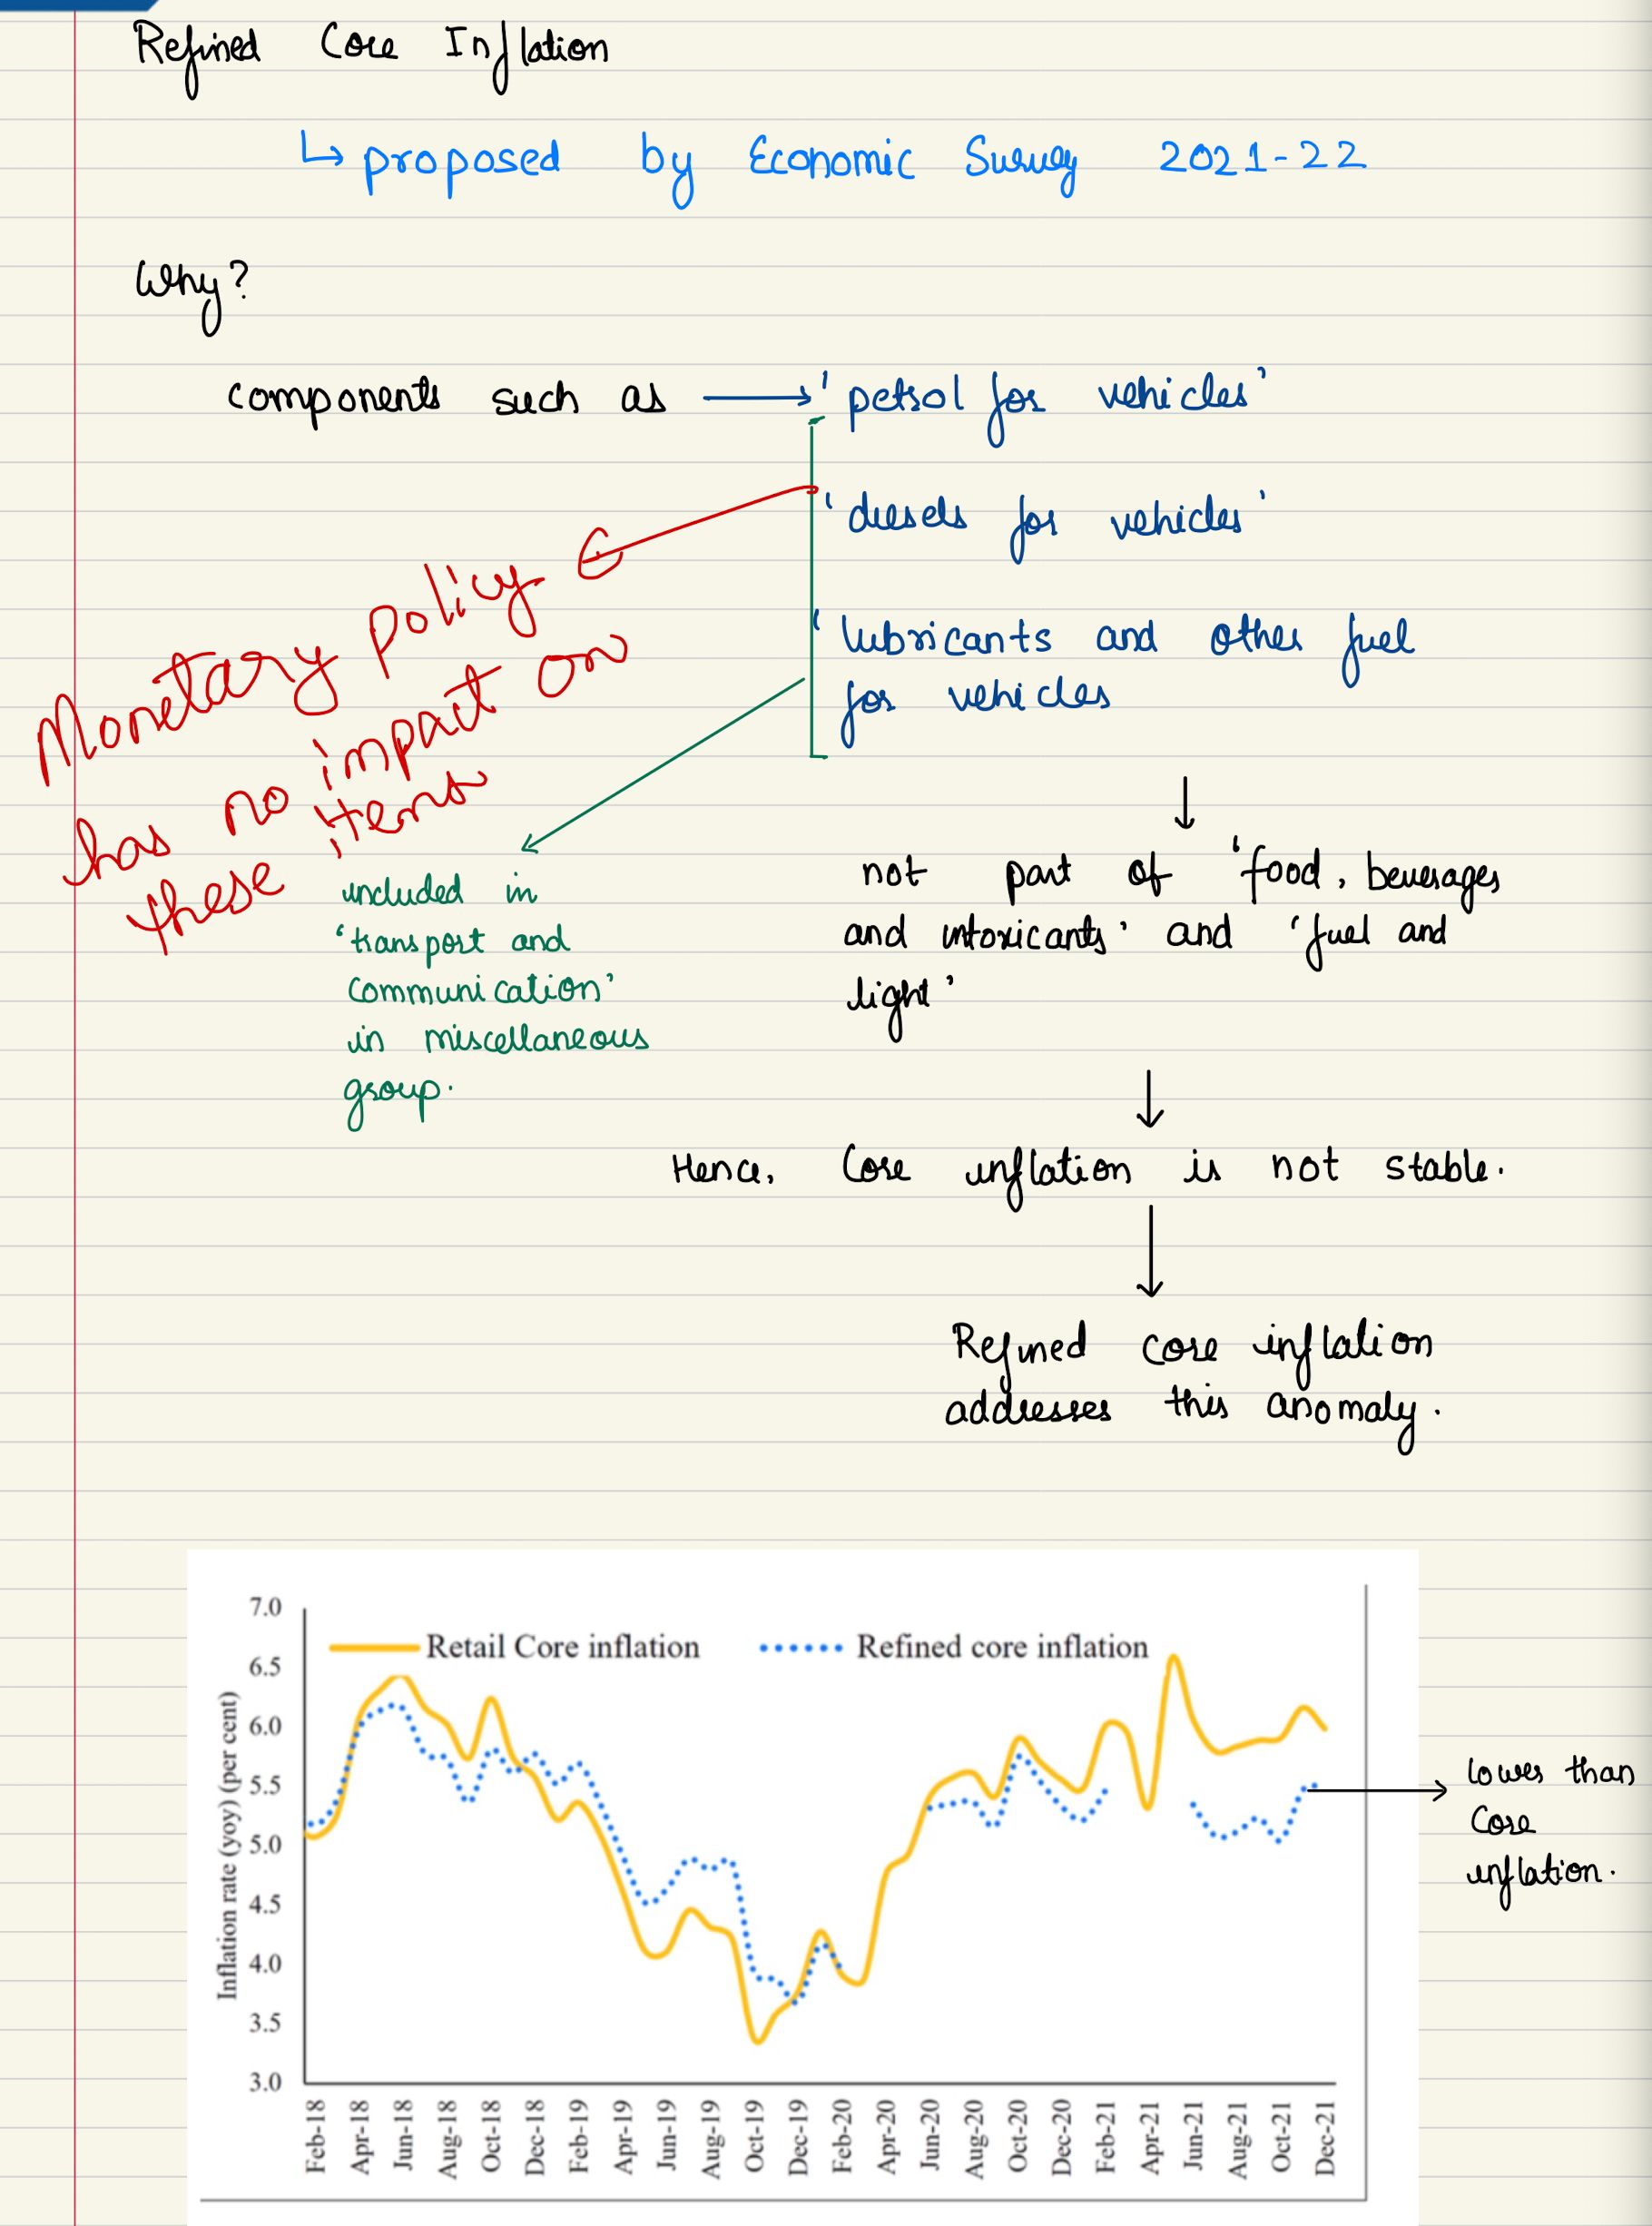 Refined Core Inflation
↳ proposed by Economic Survey 2021-22
Why?
components such as → 'petrol for vehicles'
'diesels for vehicles'
'lubricants and other fuel
for vehicles
Monetary policy
has no impact on
these items
included in
'transport and
communication'
in miscellaneous
group.
↓
not part of 'food, beverages
and intoxicants' and 'fuel and
light'
↓
Hence, Core inflation is not stable.
↓
Refined core inflation
addresses this anomaly.
Retail Core inflation Refined core inflation
Inflation rate (yoy) (per cent)
7.0
6.5
6.0
5.5
5.0
4.5
4.0
3.5
3.0
Feb-18 Apr-18 Jun-18 Aug-18 Oct-18 Dec-18 Feb-19 Apr-19 Jun-19 Aug-19 Oct-19 Dec-19 Feb-20 Apr-20 Jun-20 Aug-20 Oct-20 Dec-20 Feb-21 Apr-21 Jun-21 Aug-21 Oct-21 Dec-21
→ lower than
Core
inflation.